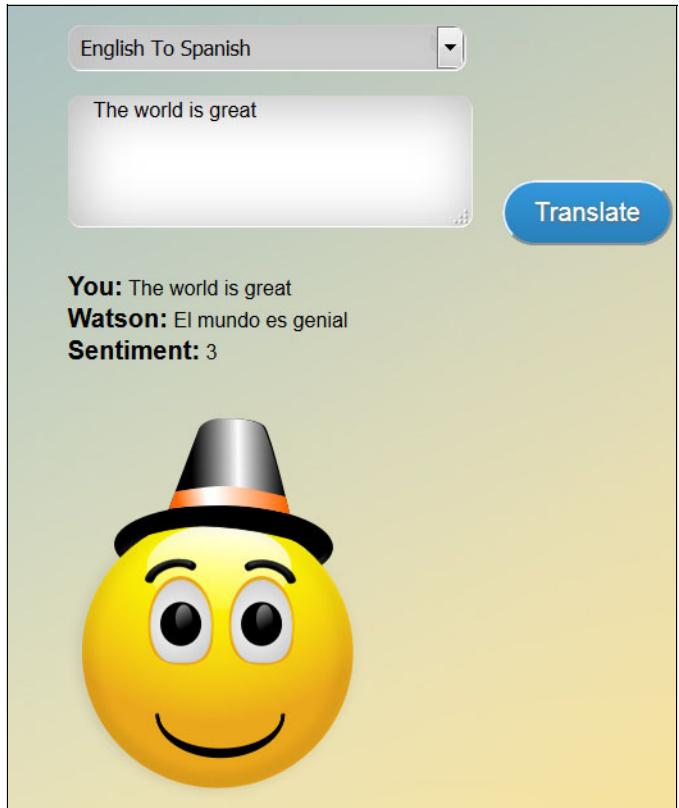 English To Spanish
The world is great
Translate
You: The world is great
Watson: El mundo es genial
Sentiment: 3